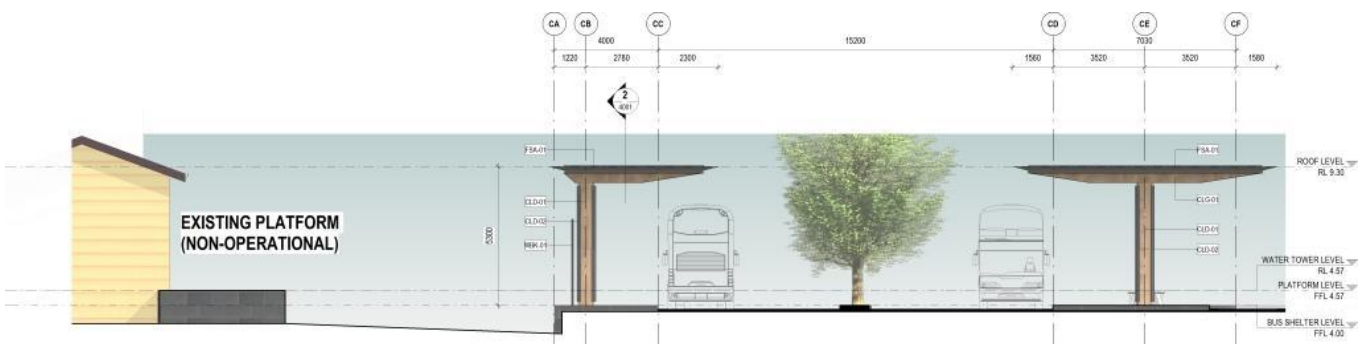 CA CB CC CD CE CF
4000 15200 7030
1220 2780 2300 1560 3520 3520 1560
2
4001
FSA-01 FSA-01
ROOF LEVEL
RL 9.30
CLD-01 CLG-01
EXISTING PLATFORM
(NON-OPERATIONAL)
CLD-02
5300
CLD-01
CLD-02
WATER TOWER LEVEL
RL 4.57
PLATFORM LEVEL
FFL 4.57
BUS SHELTER LEVEL
FFL 4.00